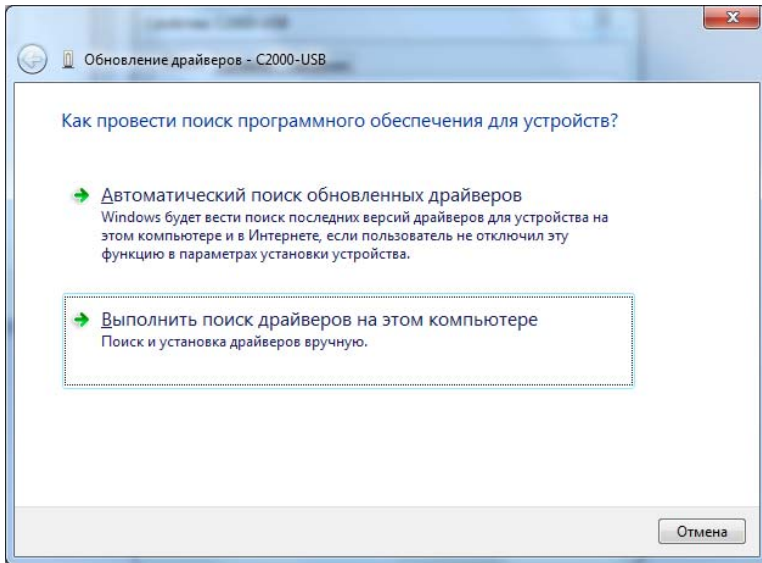 Обновление драйверов - C2000-USB
Как провести поиск программного обеспечения для устройств?
Автоматический поиск обновленных драйверов
Windows будет вести поиск последних версий драйверов для устройства на
этом компьютере и в Интернете, если пользователь не отключил эту
функцию в параметрах установки устройства.
Выполнить поиск драйверов на этом компьютере
Поиск и установка драйверов вручную.
Отмена